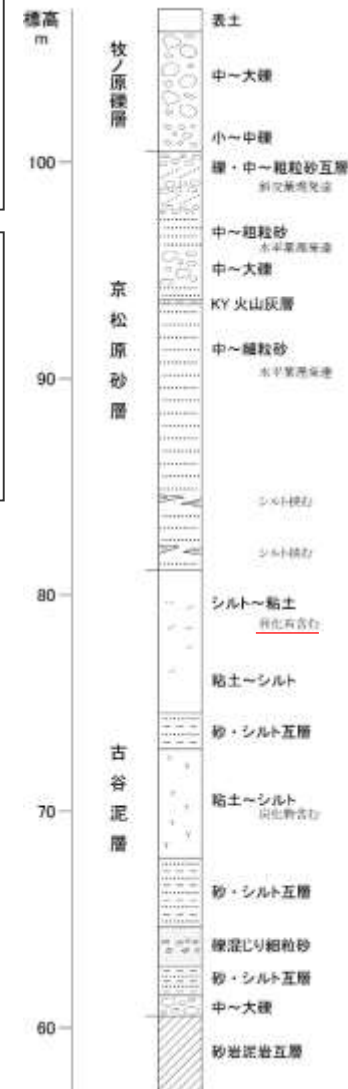 標高
m
表土
牧ノ原礫層
中～大礫
小～中礫
100
礫・中～粗粒砂互層
斜交葉理発達
中～粗粒砂
水平葉理発達
中～大礫
京松原砂層
KY 火山灰層
中～細粒砂
水平葉理発達
90
シルト挟む
シルト挟む
80
シルト～粘土
粘土～シルト
砂・シルト互層
古谷泥層
粘土～シルト
炭化物含む
70
砂・シルト互層
礫混じり細粒砂
砂・シルト互層
中～大礫
60
砂岩泥岩互層